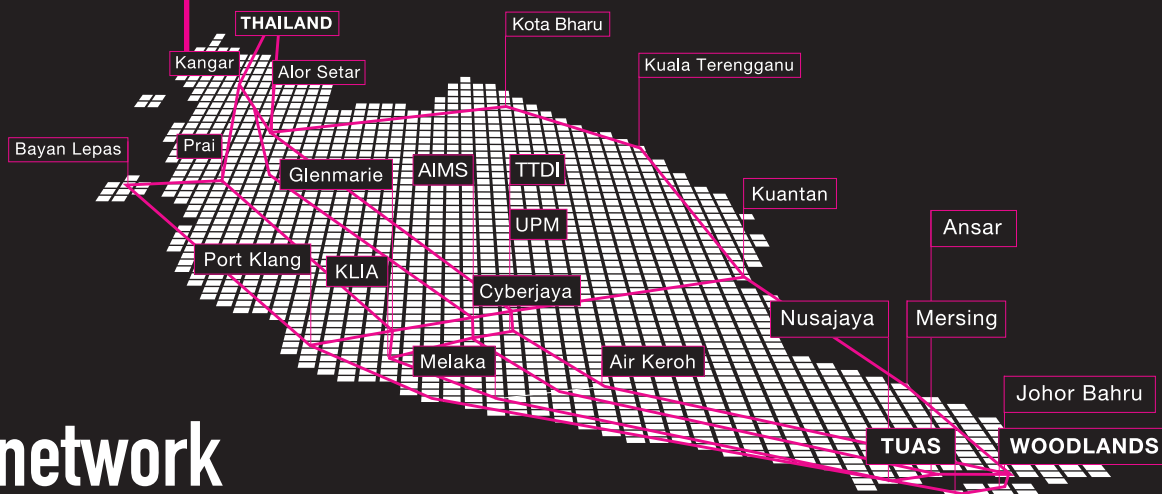 THAILAND
Kota Bharu
Kangar
Alor Setar
Kuala Terengganu
Bayan Lepas
Prai
Glenmarie
AIMS
TTDI
Kuantan
UPM
Ansar
Port Klang
KLIA
Cyberjaya
Nusajaya
Mersing
Melaka
Air Keroh
Johor Bahru
network
TUAS
WOODLANDS